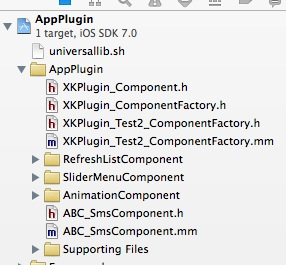 AppPlugin
1 target, iOS SDK 7.0
universallib.sh
AppPlugin
h XKPlugin_Component.h
h XKPlugin_ComponentFactory.h
h XKPlugin_Test2_ComponentFactory.h
m XKPlugin_Test2_ComponentFactory.mm
RefreshListComponent
SliderMenuComponent
AnimationComponent
h ABC_SmsComponent.h
m ABC_SmsComponent.mm
Supporting Files